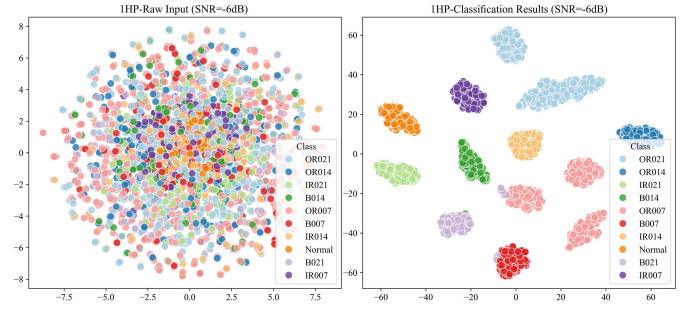 1HP-Raw Input (SNR=-6dB)
8
6
4
2
0
−2
−4
−6
−8
−7.5 −5.0 −2.5 0.0 2.5 5.0 7.5
Class
OR021
OR014
IR021
B014
OR007
B007
IR014
Normal
B021
IR007
1HP-Classification Results (SNR=-6dB)
60
40
20
0
−20
−40
−60
−60 −40 −20 0 20 40 60
Class
OR021
OR014
IR021
B014
OR007
B007
IR014
Normal
B021
IR007